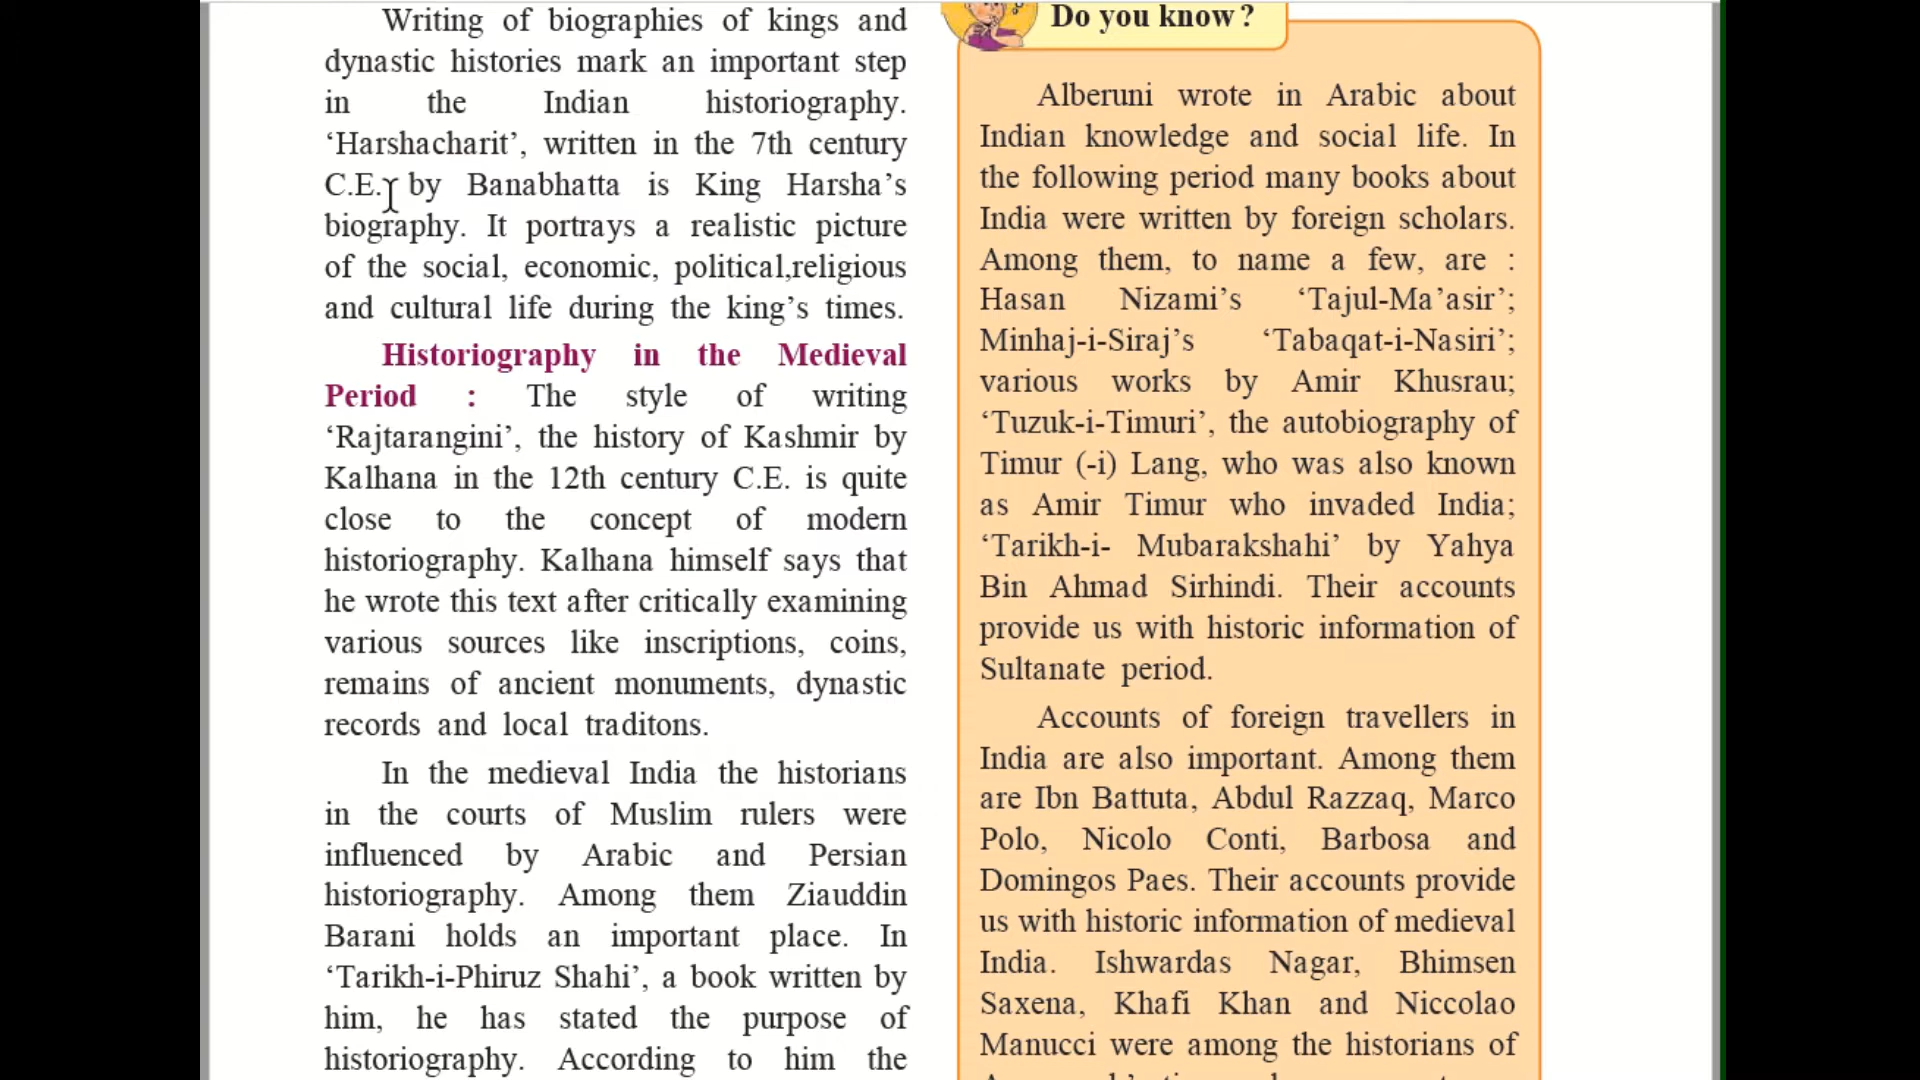 Writing of biographies of kings and
dynastic histories mark an important step
in the Indian historiography.
‘Harshacharit’, written in the 7th century
C.E. by Banabhatta is King Harsha’s
biography. It portrays a realistic picture
of the social, economic, political,religious
and cultural life during the king’s times.
Historiography in the Medieval
Period : The style of writing
‘Rajtarangini’, the history of Kashmir by
Kalhana in the 12th century C.E. is quite
close to the concept of modern
historiography. Kalhana himself says that
he wrote this text after critically examining
various sources like inscriptions, coins,
remains of ancient monuments, dynastic
records and local traditons.
In the medieval India the historians
in the courts of Muslim rulers were
influenced by Arabic and Persian
historiography. Among them Ziauddin
Barani holds an important place. In
‘Tarikh-i-Phiruz Shahi’, a book written by
him, he has stated the purpose of
historiography. According to him the
Do you know ?
Alberuni wrote in Arabic about
Indian knowledge and social life. In
the following period many books about
India were written by foreign scholars.
Among them, to name a few, are :
Hasan Nizami’s ‘Tajul-Ma’asir’;
Minhaj-i-Siraj’s ‘Tabaqat-i-Nasiri’;
various works by Amir Khusrau;
‘Tuzuk-i-Timuri’, the autobiography of
Timur (-i) Lang, who was also known
as Amir Timur who invaded India;
‘Tarikh-i- Mubarakshahi’ by Yahya
Bin Ahmad Sirhindi. Their accounts
provide us with historic information of
Sultanate period.
Accounts of foreign travellers in
India are also important. Among them
are Ibn Battuta, Abdul Razzaq, Marco
Polo, Nicolo Conti, Barbosa and
Domingos Paes. Their accounts provide
us with historic information of medieval
India. Ishwardas Nagar, Bhimsen
Saxena, Khafi Khan and Niccolao
Manucci were among the historians of